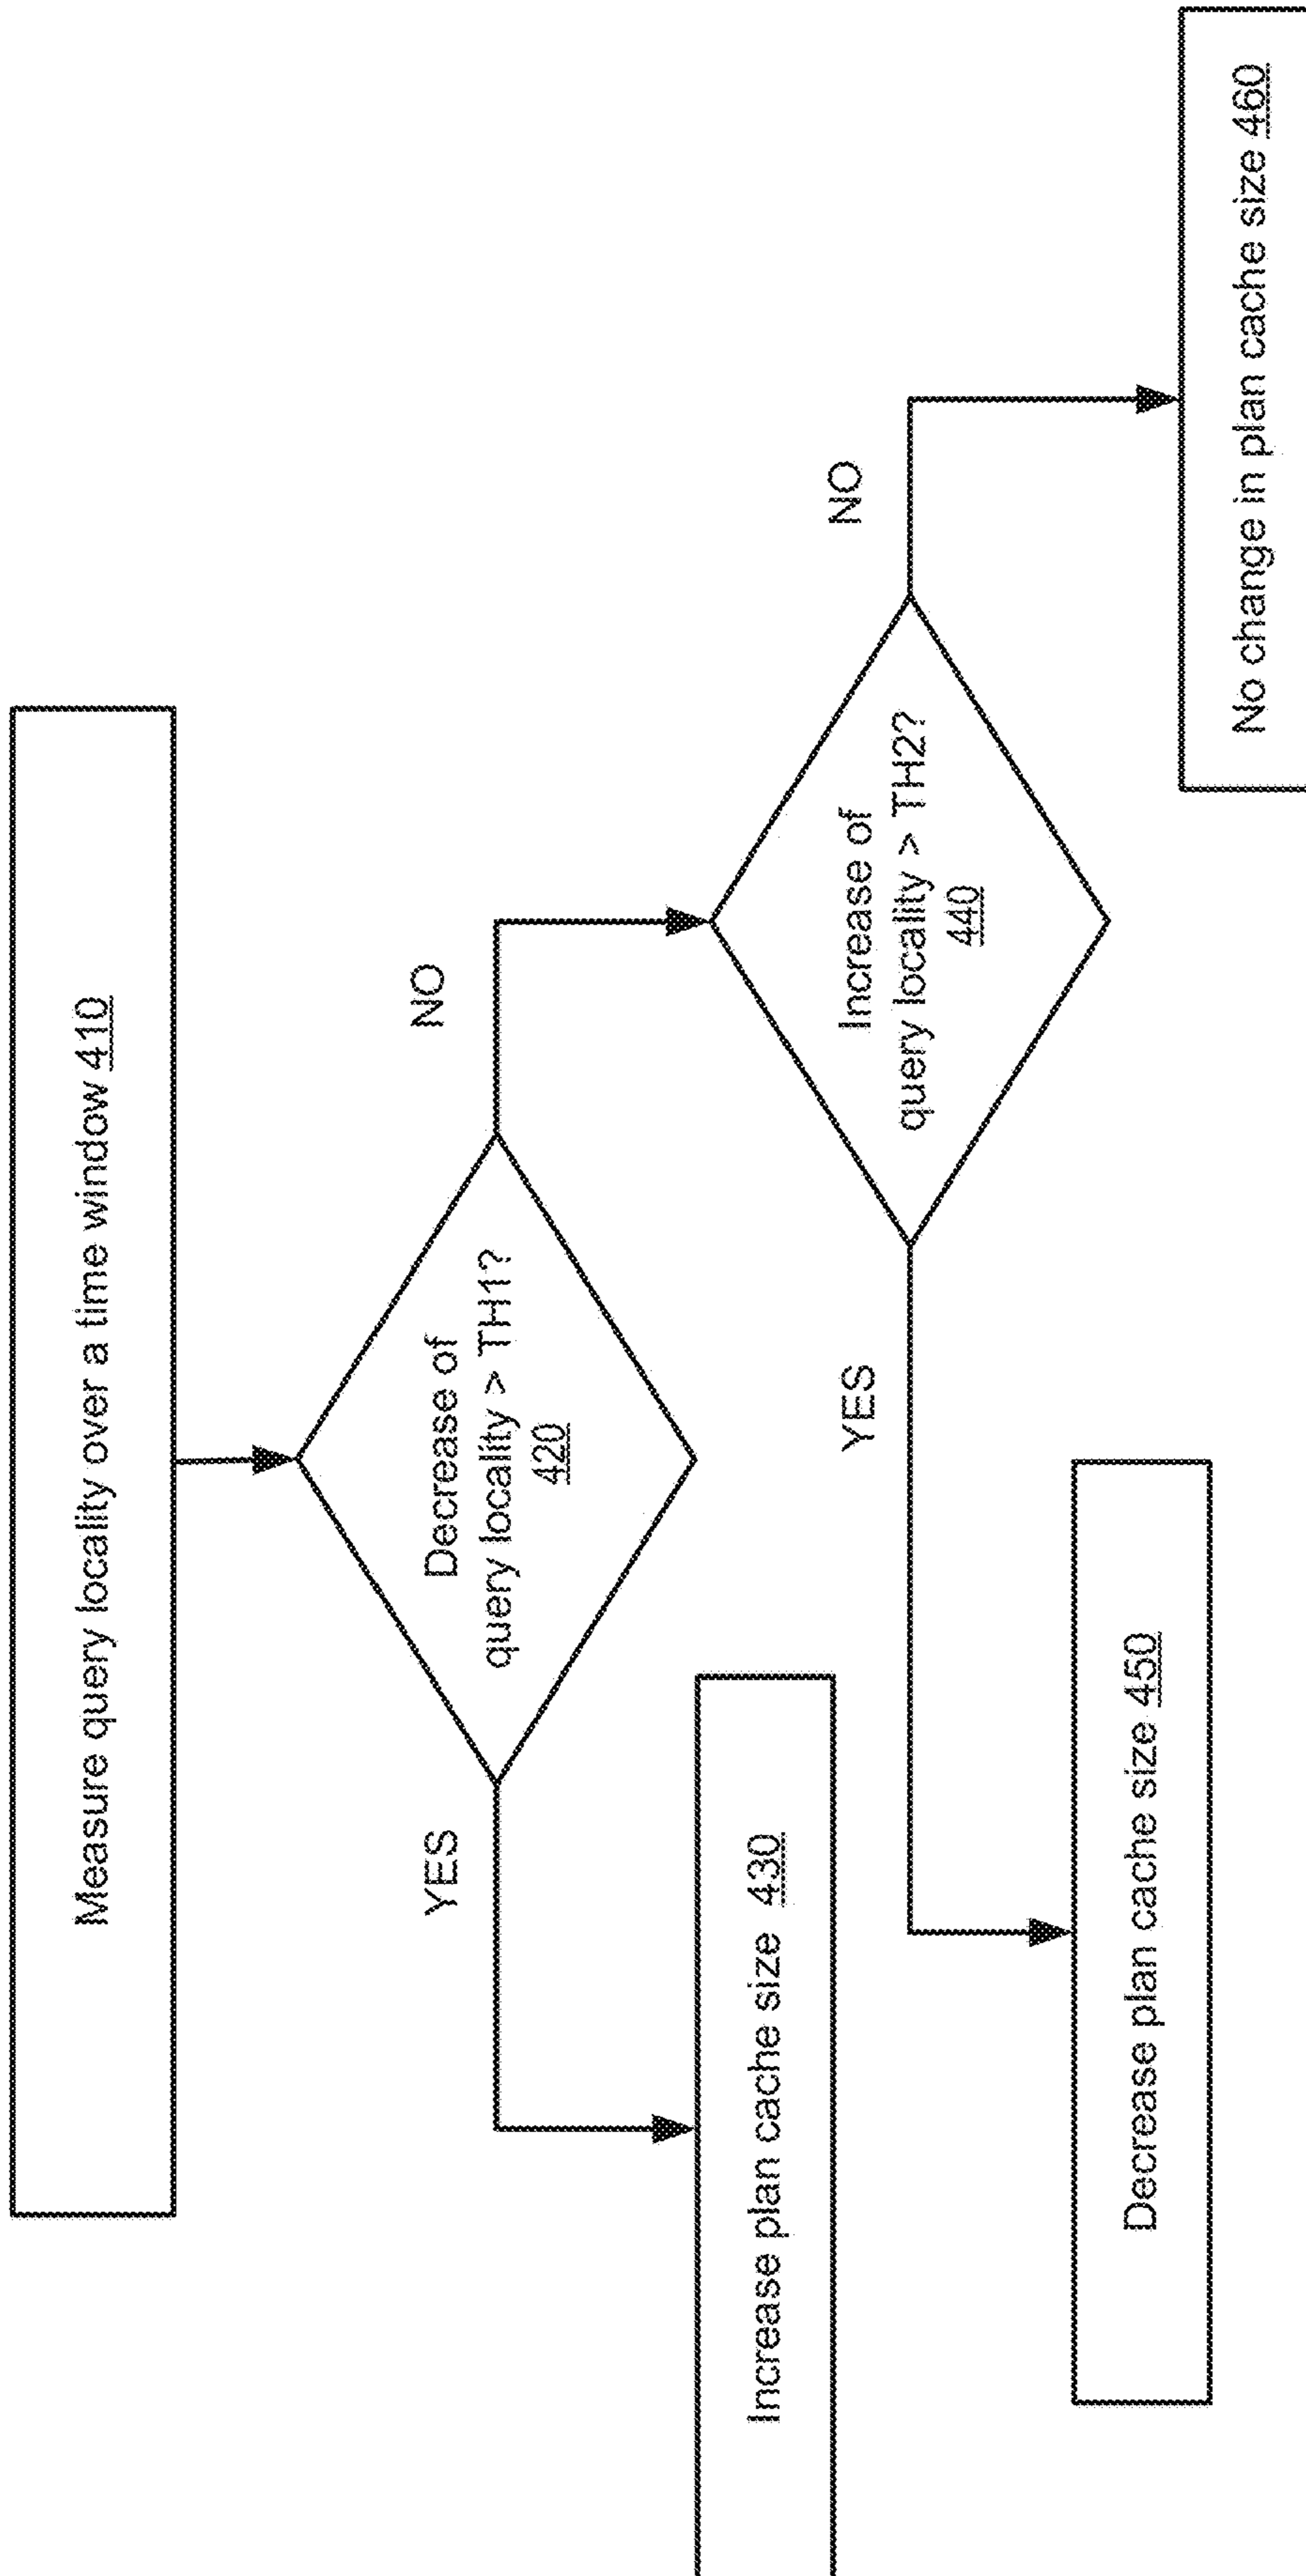 Measure query locality over a time window 410
Decrease of
query locality > TH1?
420
YES
NO
Increase plan cache size 430
Increase of
query locality > TH2?
440
YES
NO
Decrease plan cache size 450
No change in plan cache size 460